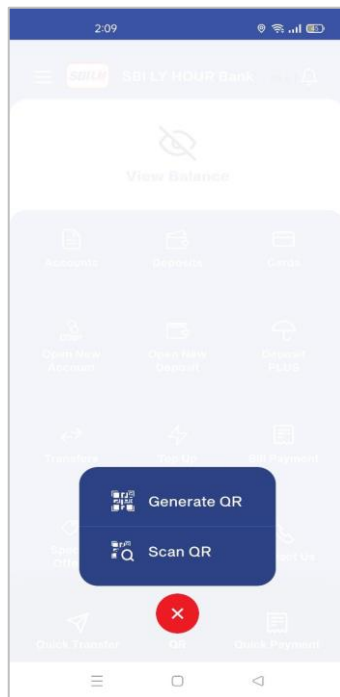 2:09
SBI LY HOUR Bank
View Balance
Accounts
Deposits
Cards
Open New
Account
Open New
Deposit
Deposit
PLUS
Transfers
Top Up
Bill Payment
Generate QR
Scan QR
Quick Transfer
QR
Quick Payment